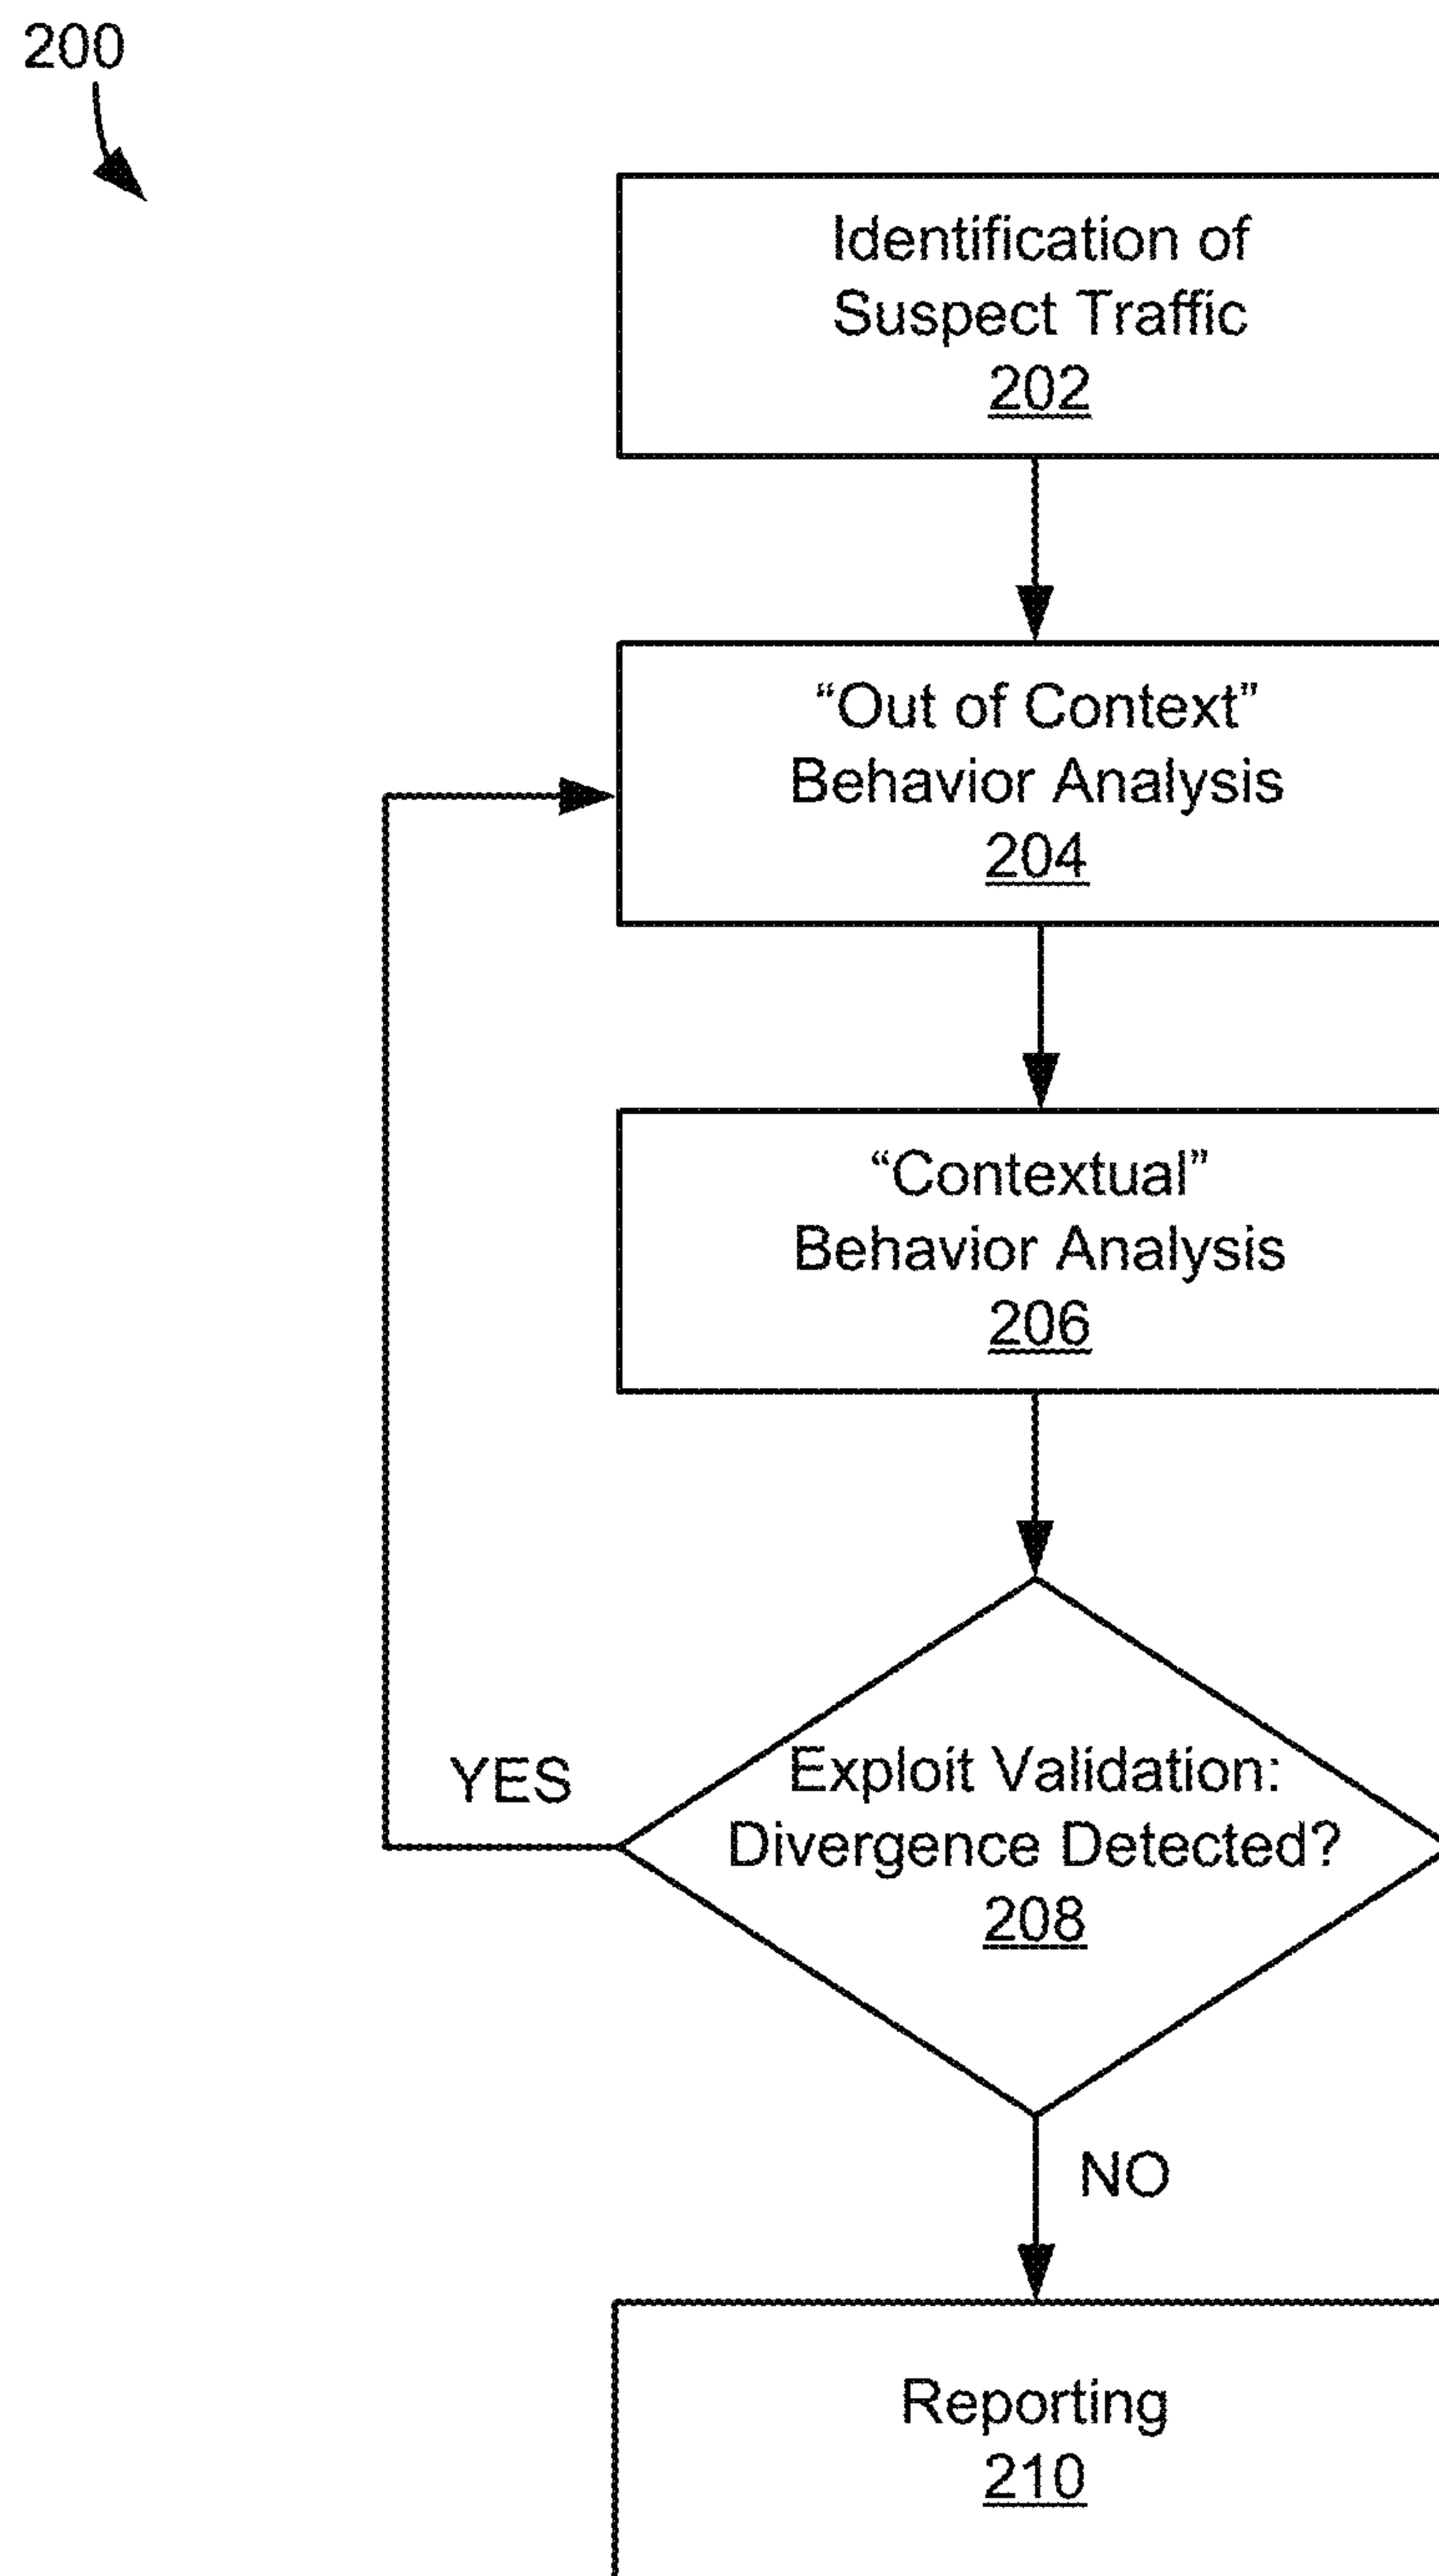 200
Identification of
Suspect Traffic
202
“Out of Context”
Behavior Analysis
204
“Contextual”
Behavior Analysis
206
Exploit Validation:
Divergence Detected?
208
YES
NO
Reporting
210